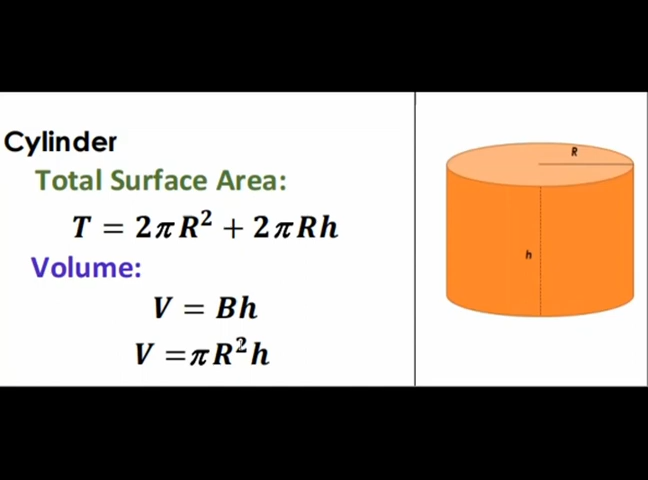 Cylinder
Total Surface Area:
T = 2πR² + 2πRh
Volume:
V = Bh
V = πR²h
R
h